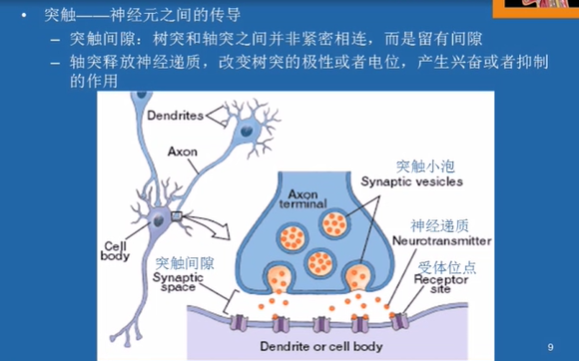 • 突触——神经元之间的传导
– 突触间隙：树突和轴突之间并非紧密相连，而是留有间隙
– 轴突释放神经递质，改变树突的极性或者电位，产生兴奋或者抑制
的作用
Dendrites
Axon
Cell
body
突触间隙
Synaptic
space
Axon
terminal
突触小泡
Synaptic vesicles
神经递质
Neurotransmitter
受体位点
Receptor
site
Dendrite or cell body
9